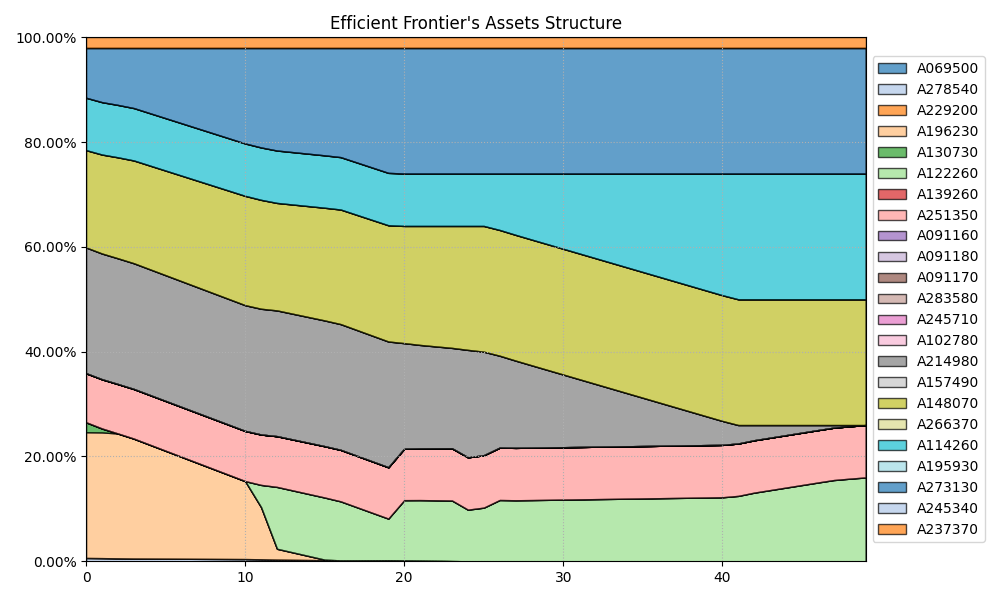 Efficient Frontier's Assets Structure
100.00%
80.00%
60.00%
40.00%
20.00%
0.00%
0
10
20
30
40
A069500
A278540
A229200
A196230
A130730
A122260
A139260
A251350
A091160
A091180
A091170
A283580
A245710
A102780
A214980
A157490
A148070
A266370
A114260
A195930
A273130
A245340
A237370